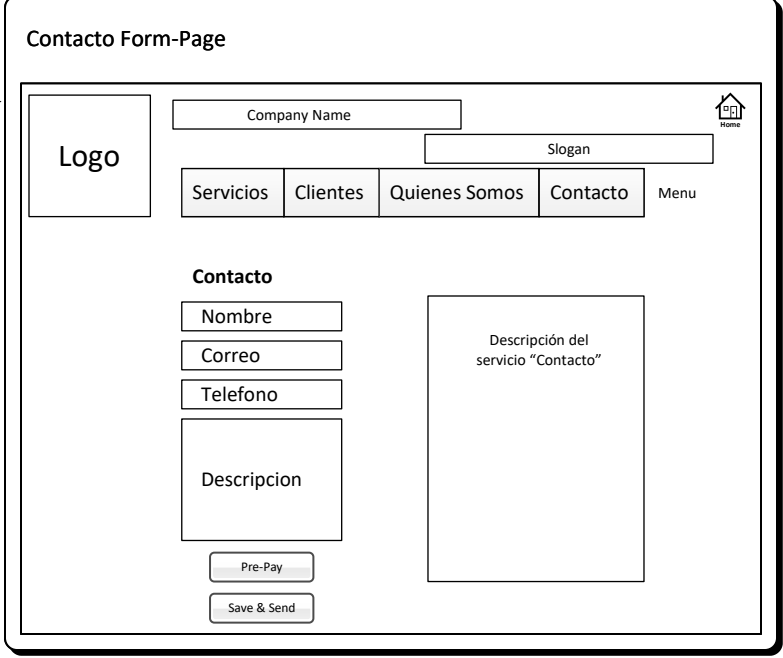 Contacto Form-Page
Company Name
Home
Logo
Slogan
Servicios Clientes Quienes Somos Contacto Menu
Contacto
Nombre
Correo
Telefono
Descripcion
Pre-Pay
Save & Send
Descripción del
servicio “Contacto”